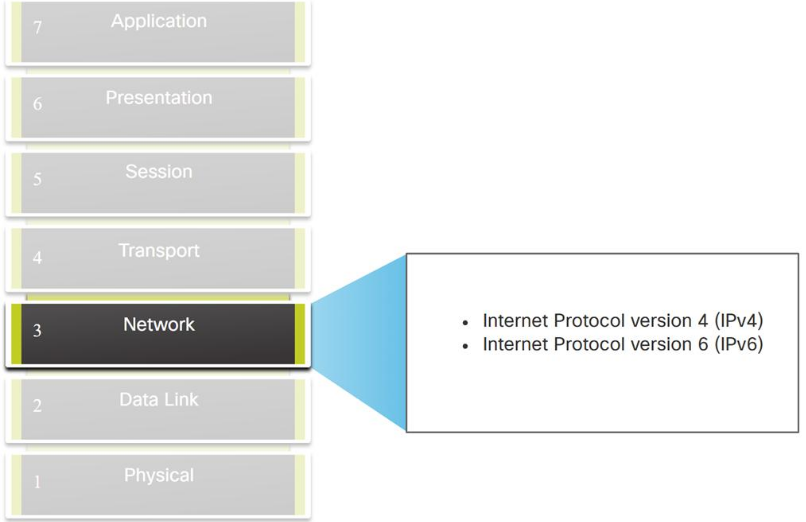 7 Application
6 Presentation
5 Session
4 Transport
3 Network
2 Data Link
1 Physical
• Internet Protocol version 4 (IPv4)
• Internet Protocol version 6 (IPv6)